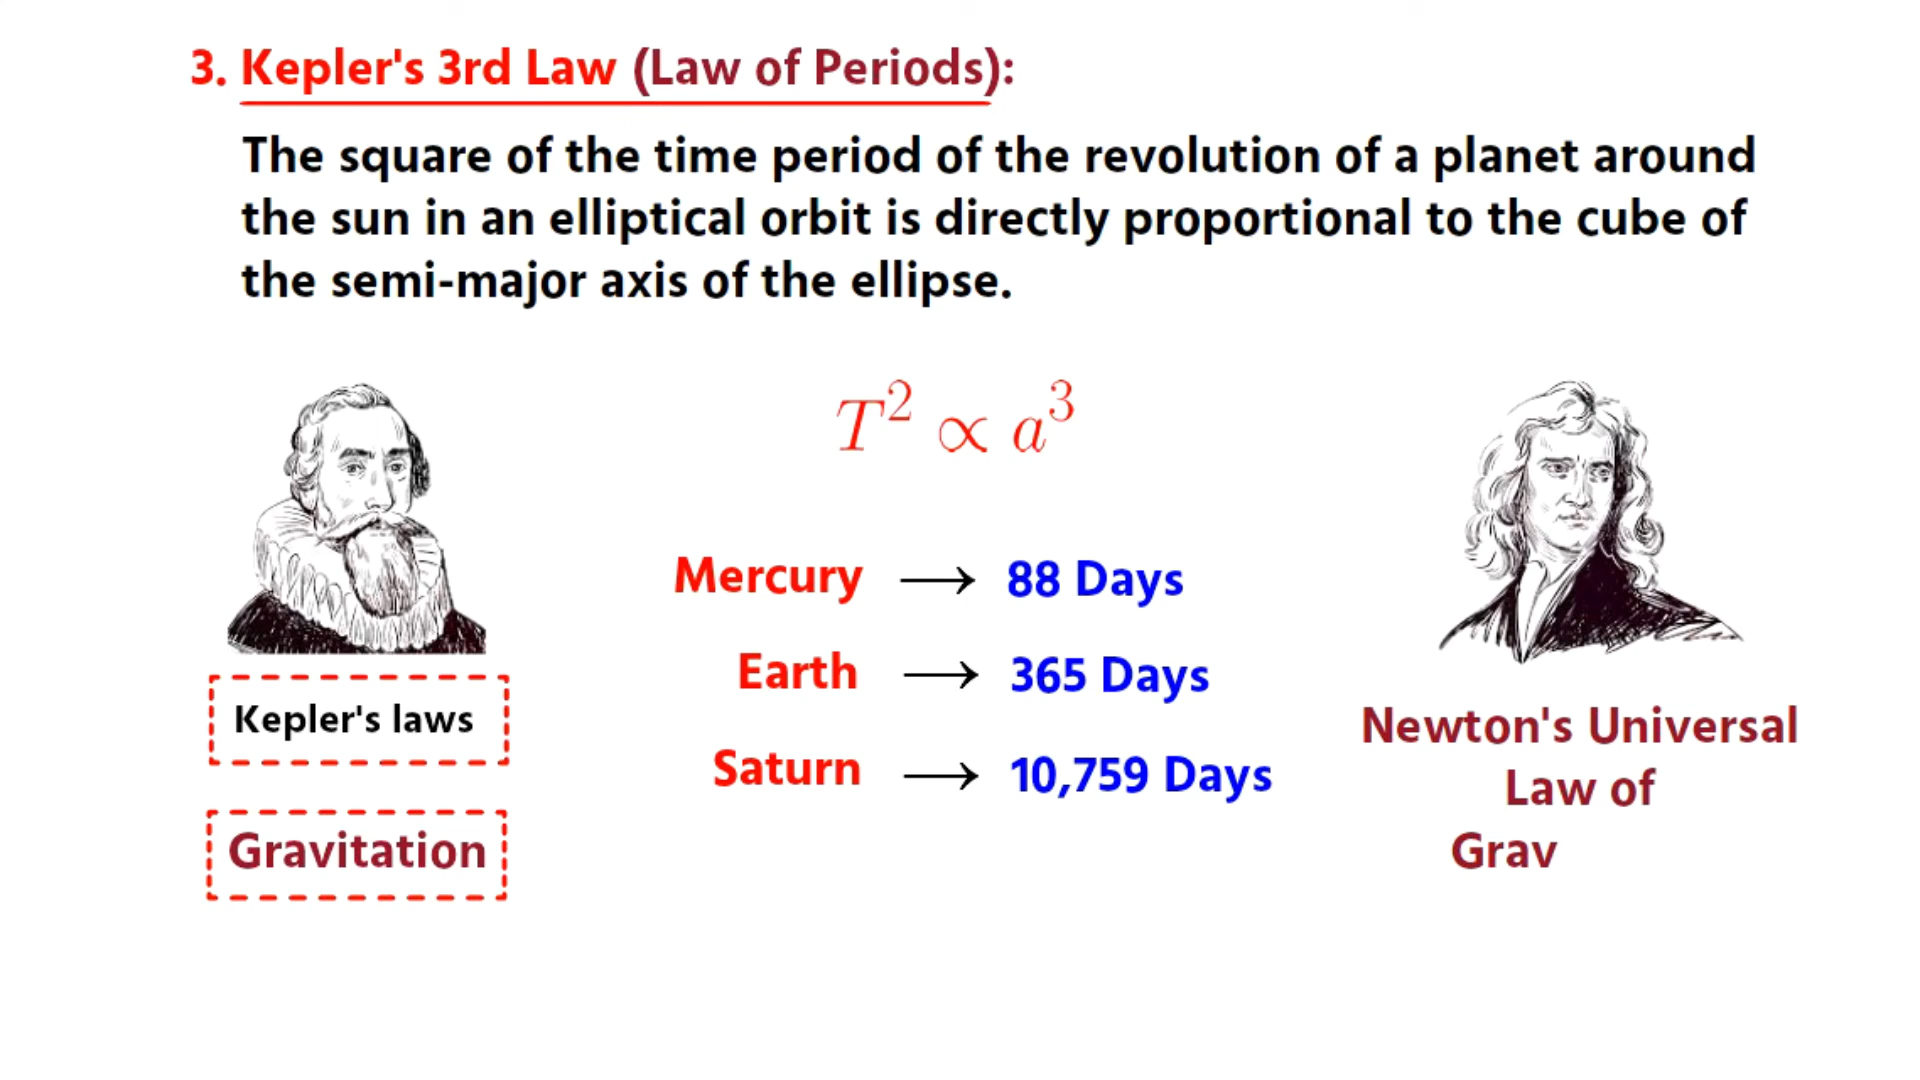 3. Kepler's 3rd Law (Law of Periods):
The square of the time period of the revolution of a planet around
the sun in an elliptical orbit is directly proportional to the cube of
the semi-major axis of the ellipse.
T² ∝ a³
Mercury → 88 Days
Earth → 365 Days
Saturn → 10,759 Days
Kepler's laws
Gravitation
Newton's Universal
Law of
Grav